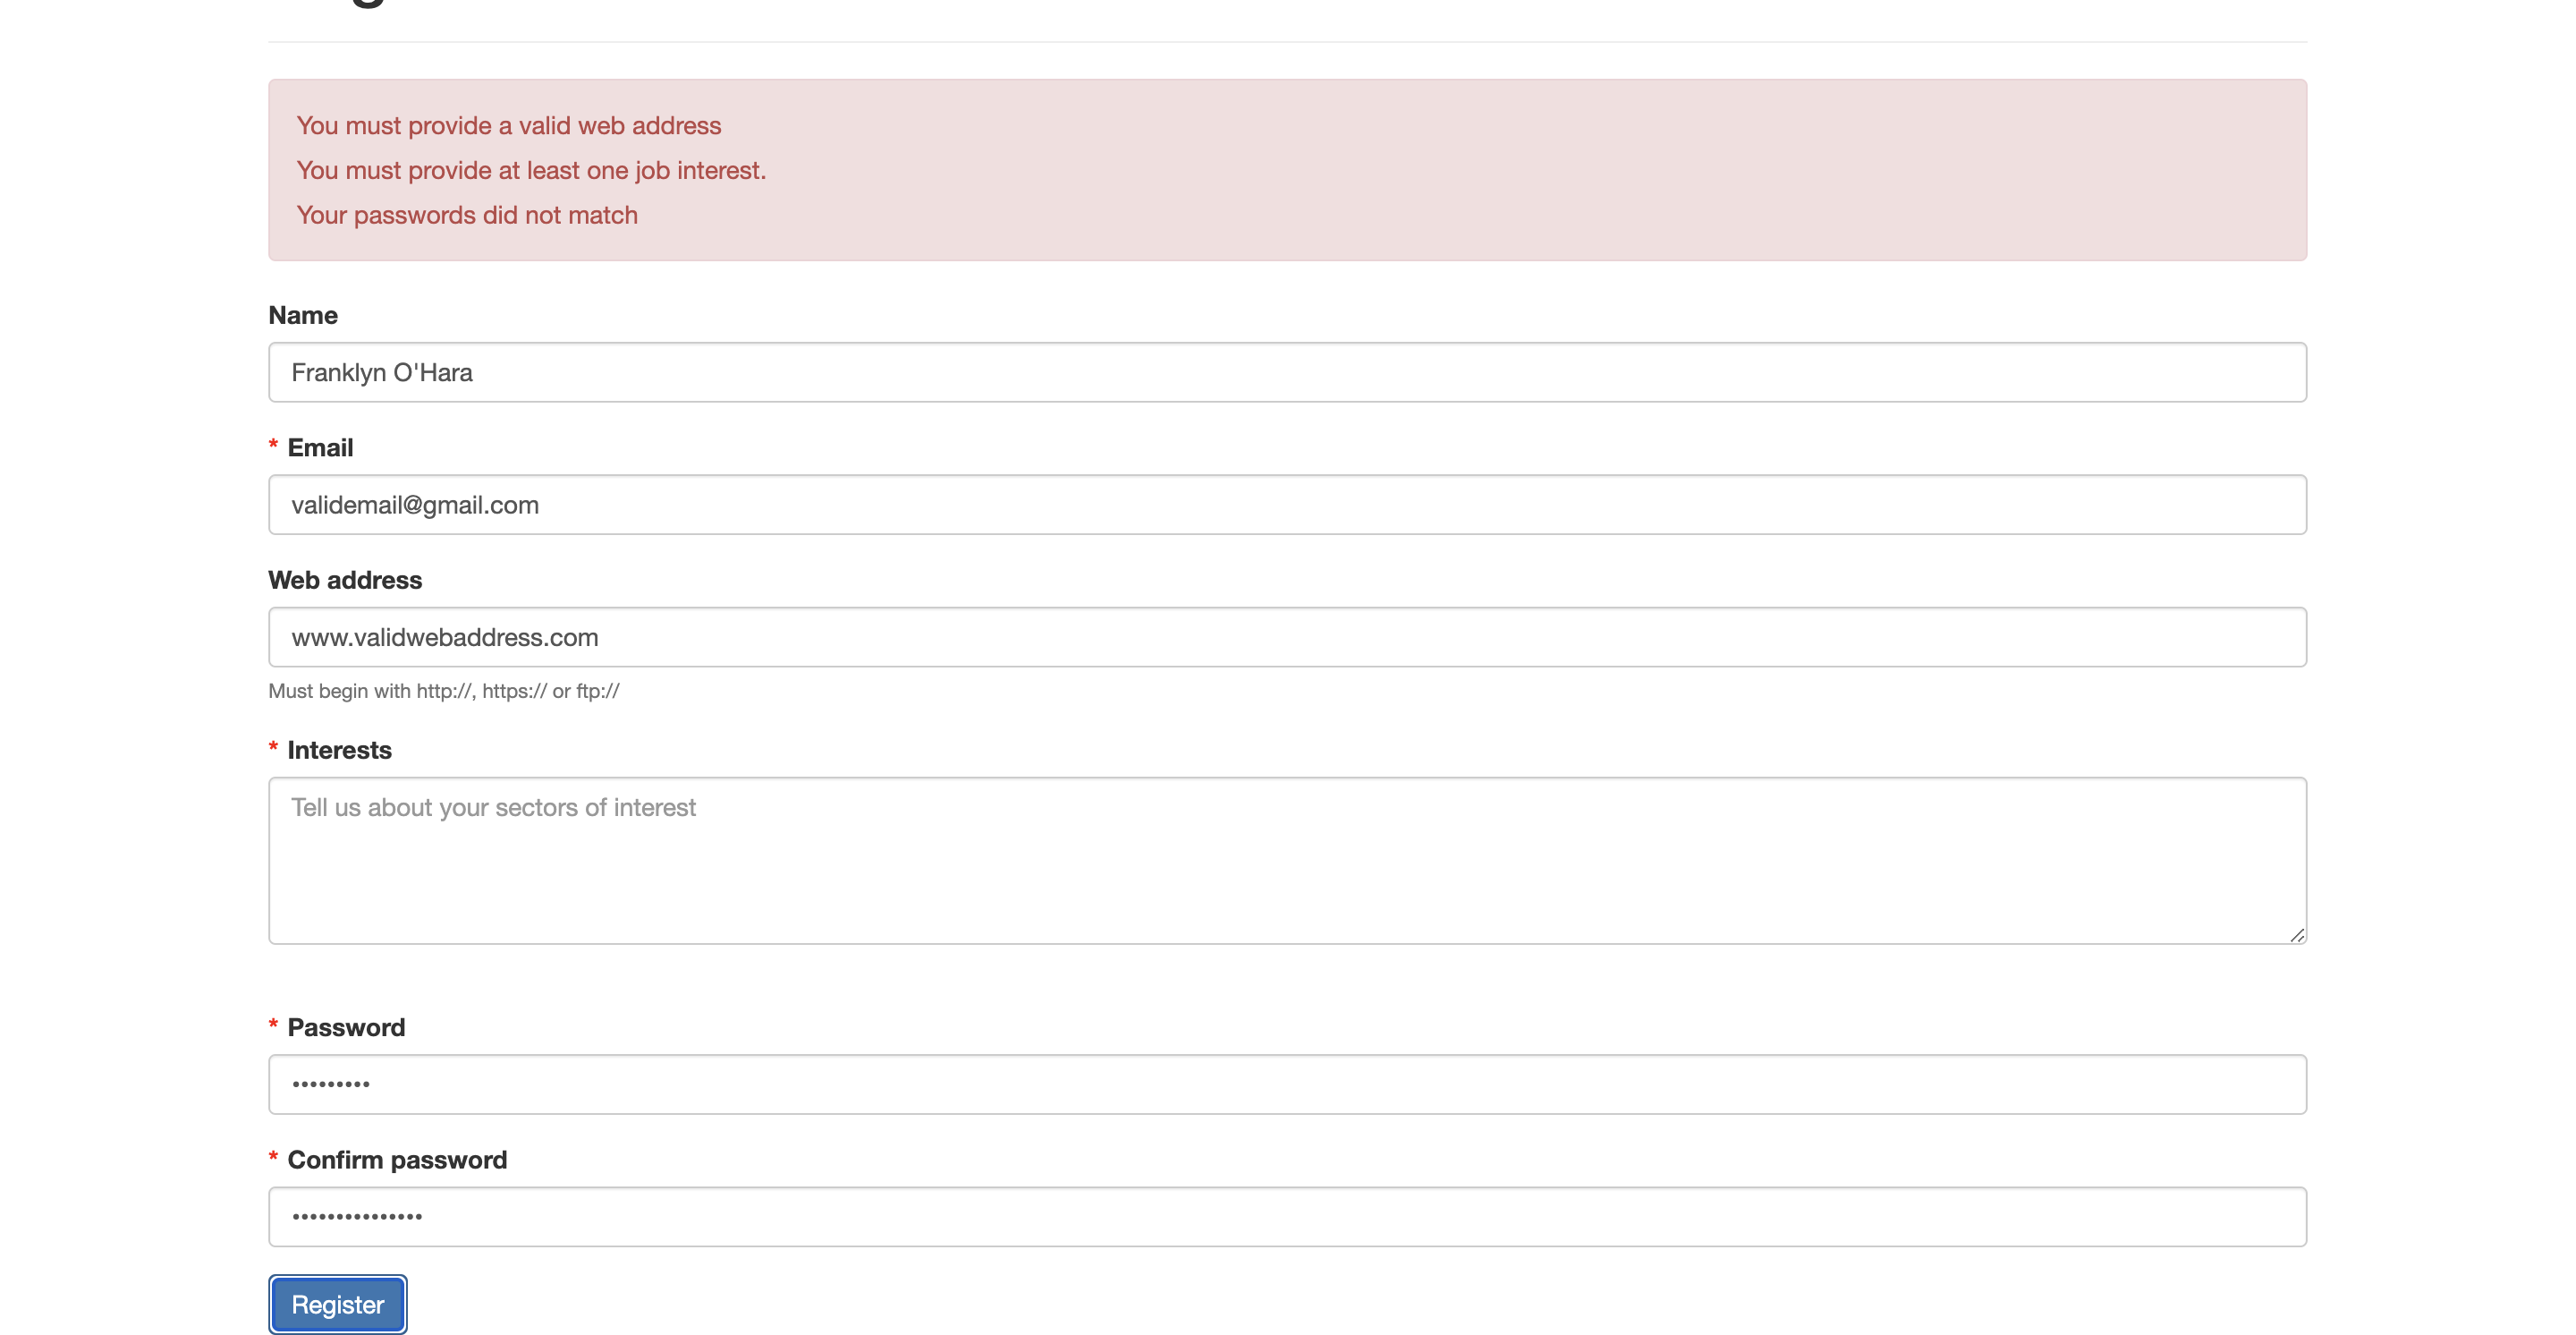 You must provide a valid web address
You must provide at least one job interest.
Your passwords did not match
Name
Franklyn O'Hara
* Email
validemail@gmail.com
Web address
www.validwebaddress.com
Must begin with http://, https:// or ftp://
* Interests
Tell us about your sectors of interest
* Password
•••••••••
* Confirm password
•••••••••••••••
Register